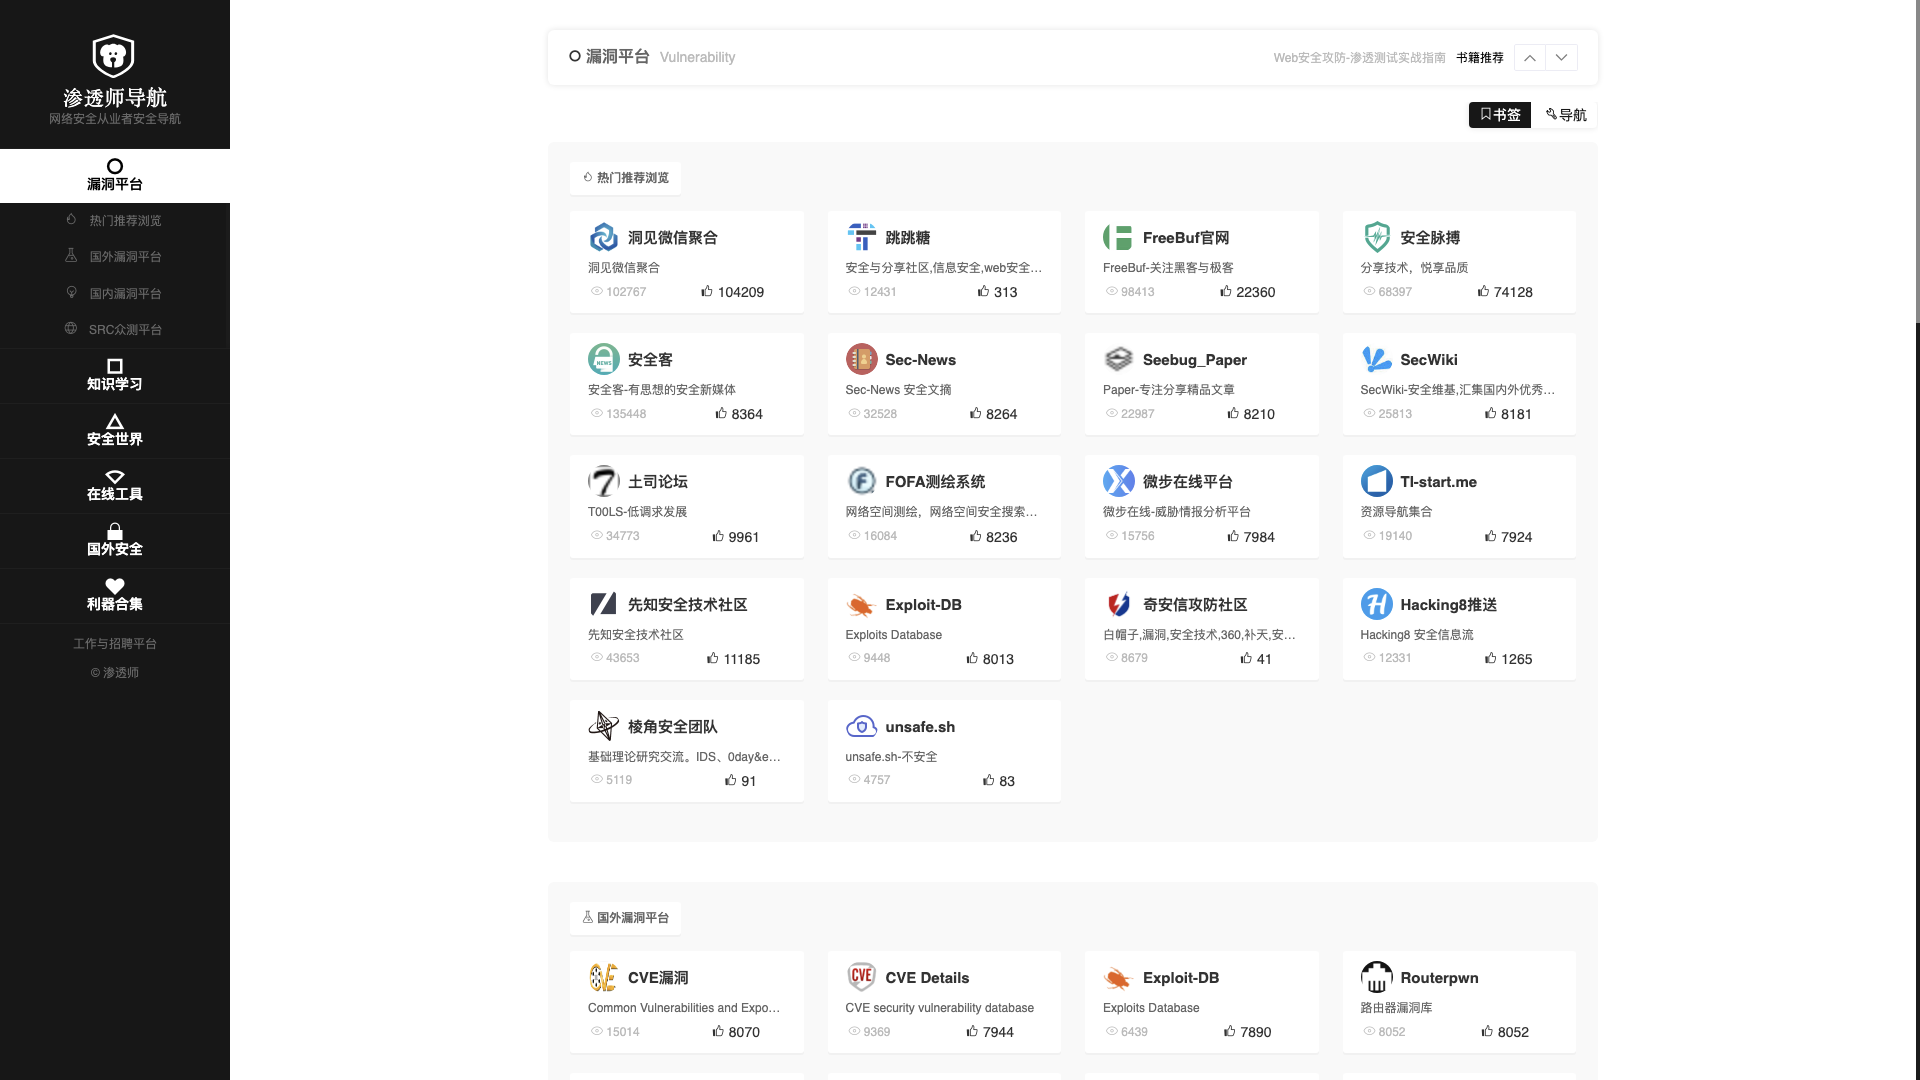 渗透师导航
网络安全从业者安全导航
漏洞平台
热门推荐浏览
国外漏洞平台
国内漏洞平台
SRC众测平台
知识学习
安全世界
在线工具
国外安全
利器合集
工作与招聘平台
© 渗透师
漏洞平台 Vulnerability
Web安全攻防-渗透测试实战指南 书籍推荐
书签 导航
热门推荐浏览
洞见微信聚合
洞见微信聚合
102767 104209
跳跳糖
安全与分享社区,信息安全,web安全...
12431 313
FreeBuf官网
FreeBuf-关注黑客与极客
98413 22360
安全脉搏
分享技术，悦享品质
68397 74128
安全客
安全客-有思想的安全新媒体
135448 8364
Sec-News
Sec-News 安全文摘
32528 8264
Seebug_Paper
Paper-专注分享精品文章
22987 8210
SecWiki
SecWiki-安全维基,汇集国内外优秀...
25813 8181
土司论坛
T00LS-低调求发展
34773 9961
FOFA测绘系统
网络空间测绘，网络空间安全搜索...
16084 8236
微步在线平台
微步在线-威胁情报分析平台
15756 7984
TI-start.me
资源导航集合
19140 7924
先知安全技术社区
先知安全技术社区
43653 11185
Exploit-DB
Exploits Database
9448 8013
奇安信攻防社区
白帽子,漏洞,安全技术,360,补天,安...
8679 41
Hacking8推送
Hacking8 安全信息流
12331 1265
棱角安全团队
基础理论研究交流。IDS、0day&e...
5119 91
unsafe.sh
unsafe.sh-不安全
4757 83
国外漏洞平台
CVE漏洞
Common Vulnerabilities and Expo...
15014 8070
CVE
CVE Details
CVE security vulnerability database
9369 7944
Exploit-DB
Exploits Database
6439 7890
Routerpwn
路由器漏洞库
8052 8052